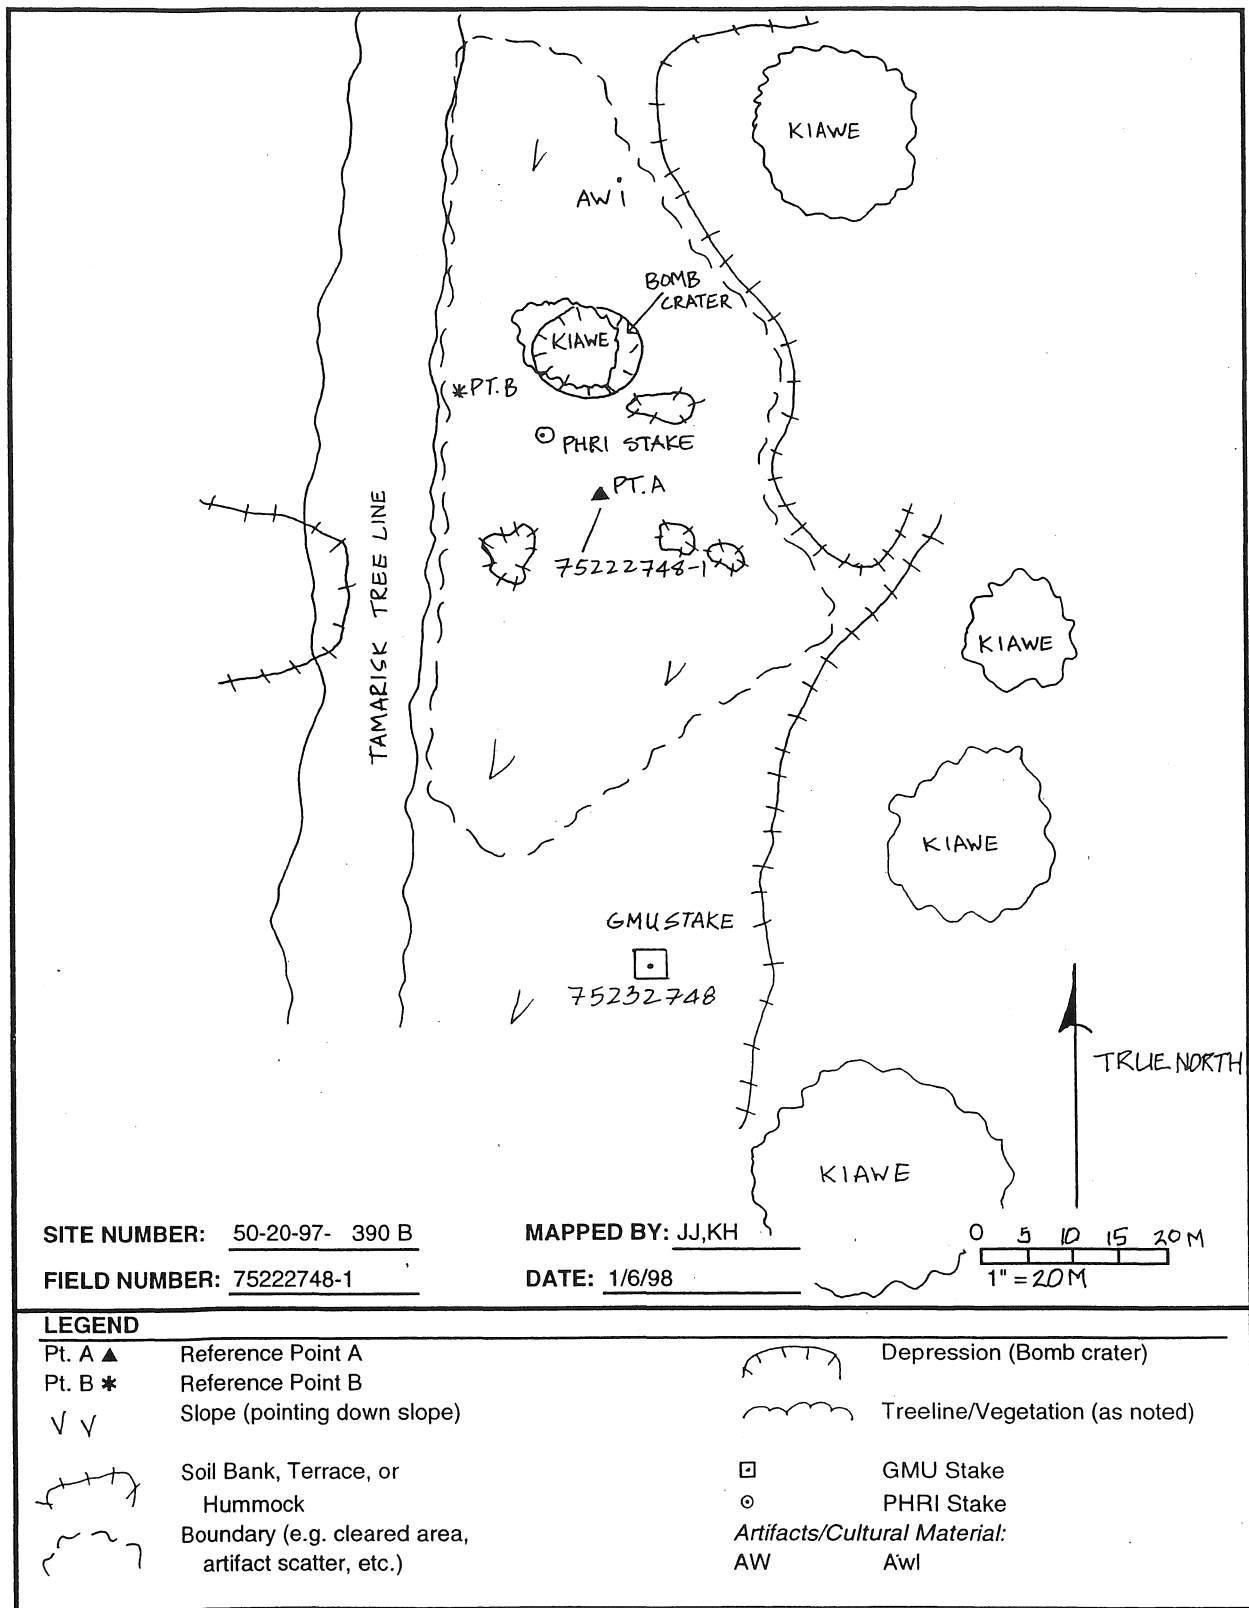 KIAWE
AWi
BOMB
CRATER
KIAWE
PT.B
PHRI STAKE
PT.A
75222748-1
TAMARISK TREE LINE
KIAWE
KIAWE
GMU STAKE
75232748
TRUE NORTH
KIAWE
0 5 10 15 20 M
1" = 20 M
SITE NUMBER: 50-20-97- 390 B
MAPPED BY: JJ,KH
FIELD NUMBER: 75222748-1
DATE: 1/6/98
LEGEND
Pt. A ▲ Reference Point A
Pt. B * Reference Point B
Slope (pointing down slope)
Soil Bank, Terrace, or
Hummock
Boundary (e.g. cleared area,
artifact scatter, etc.)
Depression (Bomb crater)
Treeline/Vegetation (as noted)
GMU Stake
PHRI Stake
Artifacts/Cultural Material:
AW Awl